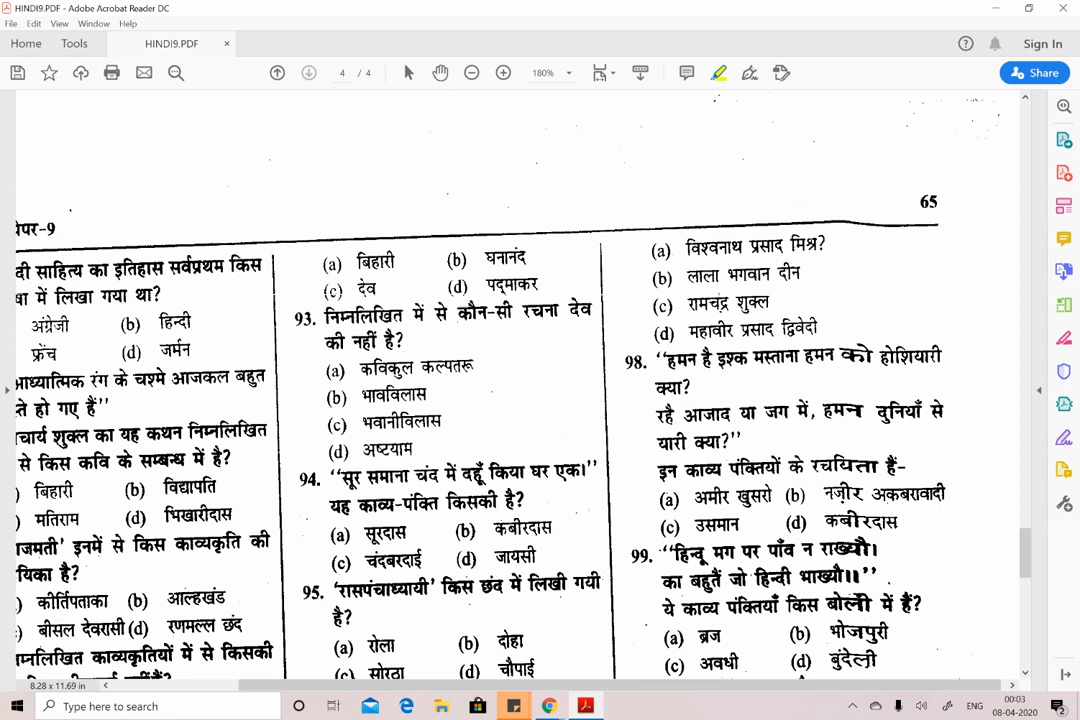 HINDI9.PDF - Adobe Acrobat Reader DC
File Edit View Window Help
Home Tools HINDI9.PDF × Sign In
4 / 4 180% Share
65
पेपर-9
दी साहित्य का इतिहास सर्वप्रथम किस
षा में लिखा गया था?
अंग्रेजी (b) हिन्दी
फ्रेंच (d) जर्मन
आध्यात्मिक रंग के चश्मे आजकल बहुत
ते हो गए हैं''
चार्य शुक्ल का यह कथन निम्नलिखित
से किस कवि के सम्बन्ध में है?
) बिहारी (b) विद्यापति
) मतिराम (d) भिखारीदास
ाजमती' इनमें से किस काव्यकृति की
यिका है?
) कीर्तिपताका (b) आल्हखंड
) बीसल देवरासी (d) रणमल्ल छंद
म्नलिखित काव्यकृतियों में से किसकी
(a) बिहारी (b) घनानंद
(c) देव (d) पद्माकर
93. निम्नलिखित में से कौन-सी रचना देव
की नहीं है?
(a) कविकुल कल्पतरू
(b) भावविलास
(c) भवानीविलास
(d) अष्टयाम
94. ''सूर समाना चंद में दहूँ किया घर एक।''
यह काव्य-पंक्ति किसकी है?
(a) सूरदास (b) कबीरदास
(c) चंदबरदाई (d) जायसी
95. 'रासपंचाध्यायी' किस छंद में लिखी गयी
है?
(a) रोला (b) दोहा
(c) सोरठा (d) चौपाई
(a) विश्वनाथ प्रसाद मिश्र?
(b) लाला भगवान दीन
(c) रामचंद्र शुक्ल
(d) महावीर प्रसाद द्विवेदी
98. ''हमन है इश्क मस्ताना हमन को होशियारी
क्या?
रहै आजाद या जग में, हमन दुनियाँ से
यारी क्या?''
इन काव्य पंक्तियों के रचयिता हैं-
(a) अमीर खुसरो (b) नज़ीर अकबरावादी
(c) उसमान (d) कबीरदास
99. ''हिन्दू मग पर पाँव न राख्यौ।
का बहुतैं जो हिन्दी भाख्यौ॥''
ये काव्य पंक्तियाँ किस बोली में हैं?
(a) ब्रज (b) भोजपुरी
(c) अवधी (d) बुंदेली
8.28 x 11.69 in
Type here to search
ENG
00:03
08-04-2020
2